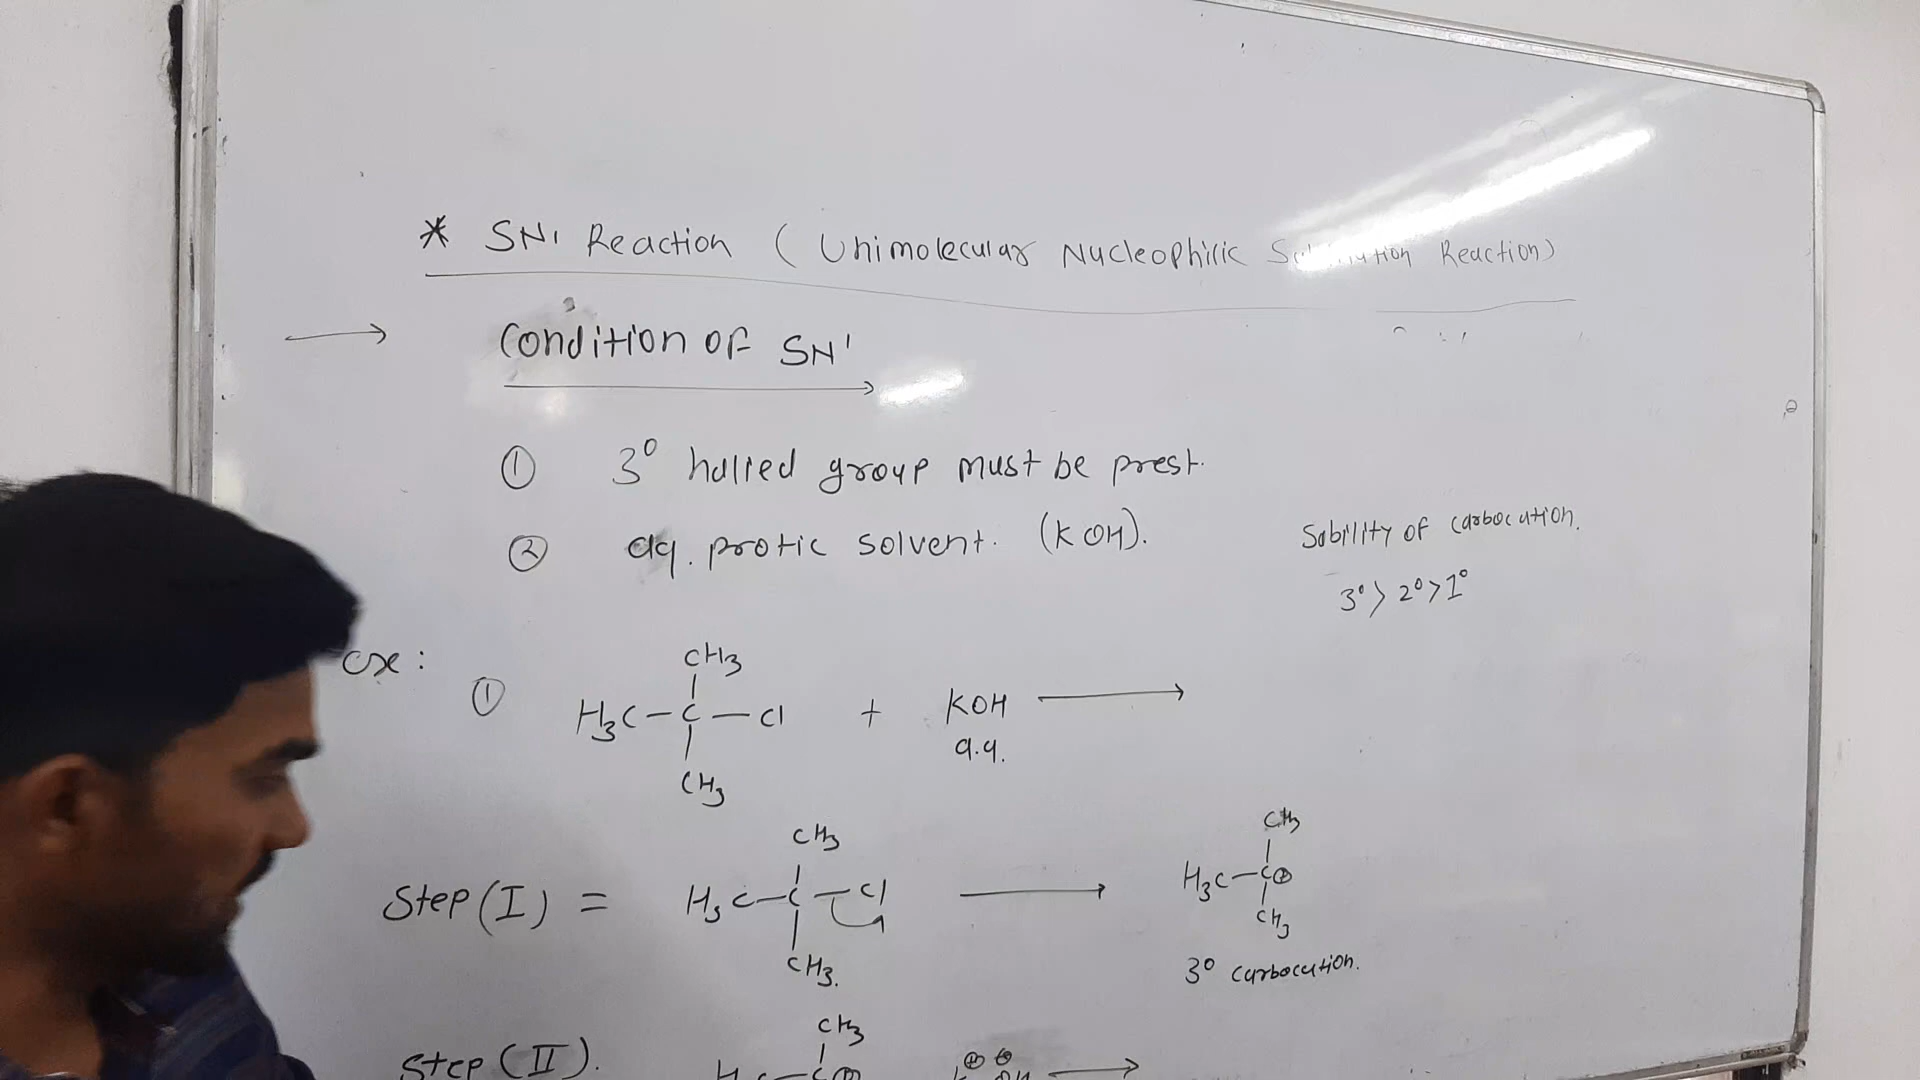 * SN1 Reaction ( Unimolecular Nucleophilic Reaction)
→ Condition of SN'
① 3° halied group must be prest.
② aq. protic solvent. (KOH).
Sability of carbocation.
3° > 2° > 1°
ex:
CH3
① H3C-C-Cl + KOH →
a.q.
CH3
CH3
Step (I) = H3C-C-Cl →
CH3.
CH3
H3C-C⊕
CH3
3° carbocation.
CH3
Step (II).